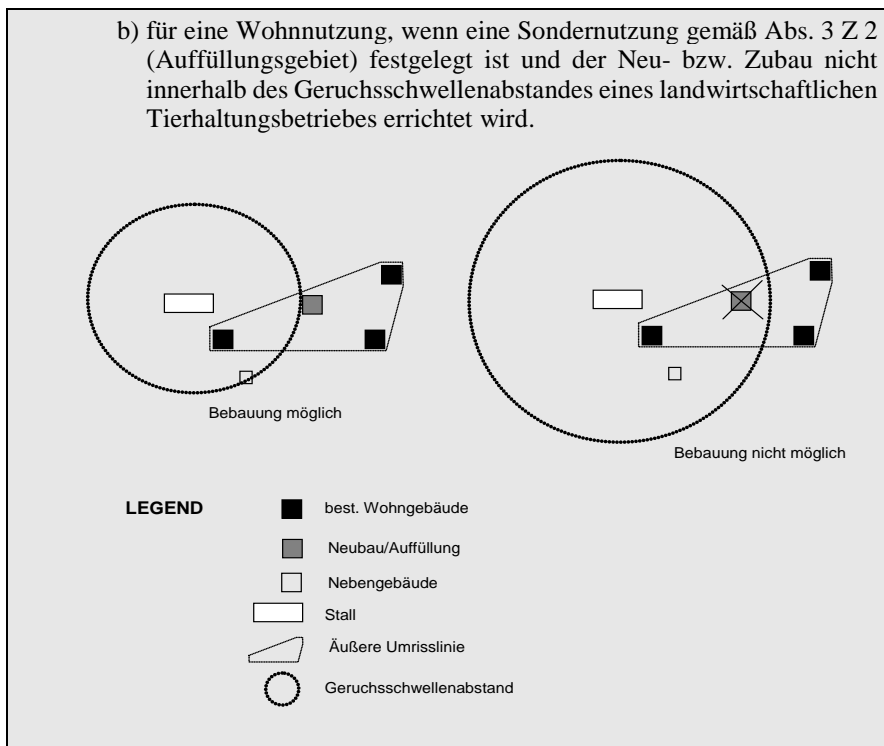 b) für eine Wohnnutzung, wenn eine Sondernutzung gemäß Abs. 3 Z 2
(Auffüllungsgebiet) festgelegt ist und der Neu- bzw. Zubau nicht
innerhalb des Geruchsschwellenabstandes eines landwirtschaftlichen
Tierhaltungsbetriebes errichtet wird.
Bebauung möglich
Bebauung nicht möglich
LEGEND
best. Wohngebäude
Neubau/Auffüllung
Nebengebäude
Stall
Äußere Umrisslinie
Geruchsschwellenabstand